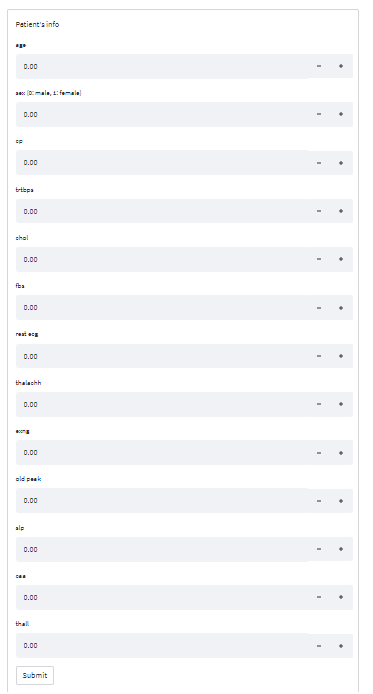 Patient's info
age
0.00
sex (0: male, 1: female)
0.00
cp
0.00
trtbps
0.00
chol
0.00
fbs
0.00
rest ecg
0.00
thalachh
0.00
exng
0.00
old peak
0.00
slp
0.00
caa
0.00
thall
0.00
Submit